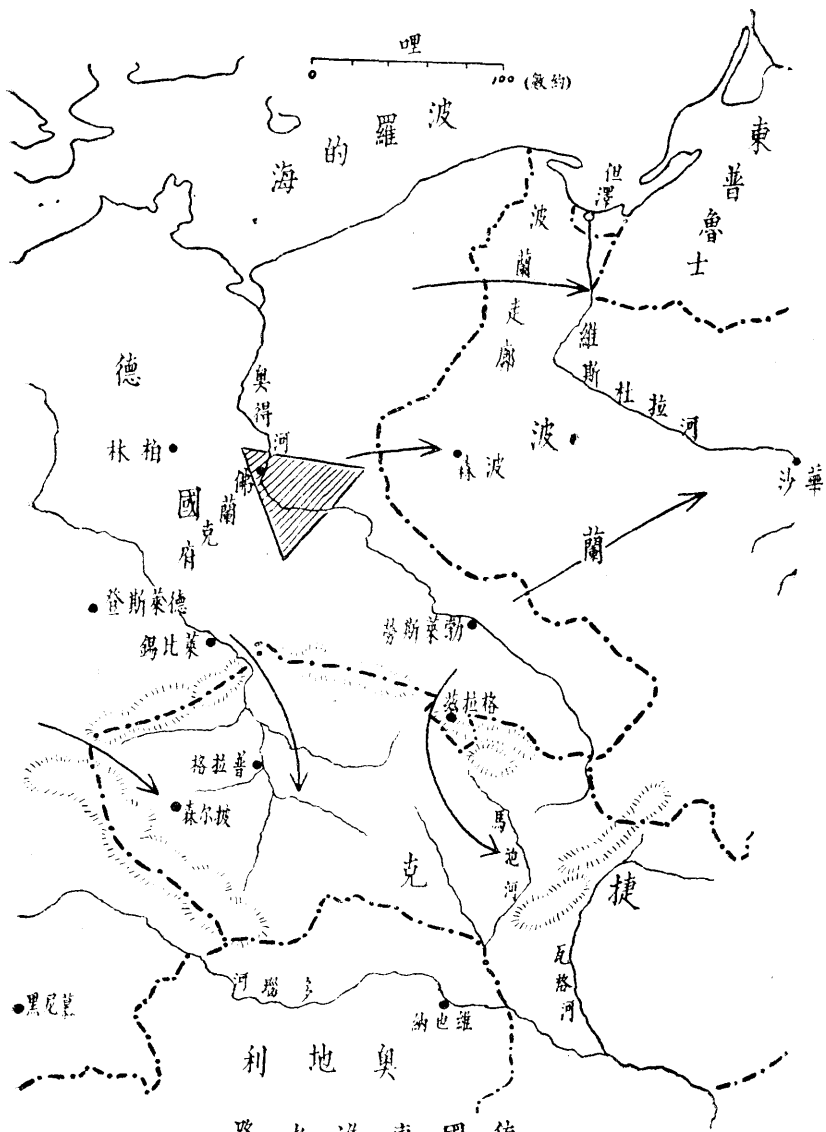 哩
0 100 (約數)
波羅的海
東普魯士
但澤
波蘭走廊
維斯杜拉河
德國
奧得河
柏林
佛蘭克府
波森
波蘭
華沙
德萊斯登
萊比錫
勃萊斯勞
格拉茲
普拉格
披尔森
馬池河
捷克
瓦格河
多瑙河
慕尼黑
維也納
奧地利